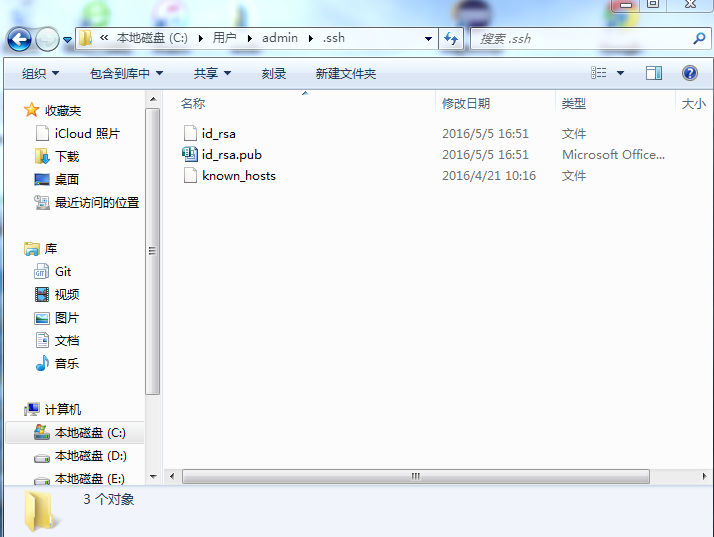 « 本地磁盘 (C:) 用户 admin .ssh
搜索 .ssh
组织 包含到库中 共享 刻录 新建文件夹
名称 修改日期 类型 大小
收藏夹
iCloud 照片
下载
桌面
最近访问的位置
库
Git
视频
图片
文档
音乐
计算机
本地磁盘 (C:)
本地磁盘 (D:)
本地磁盘 (E:)
id_rsa 2016/5/5 16:51 文件
id_rsa.pub 2016/5/5 16:51 Microsoft Office...
known_hosts 2016/4/21 10:16 文件
3 个对象